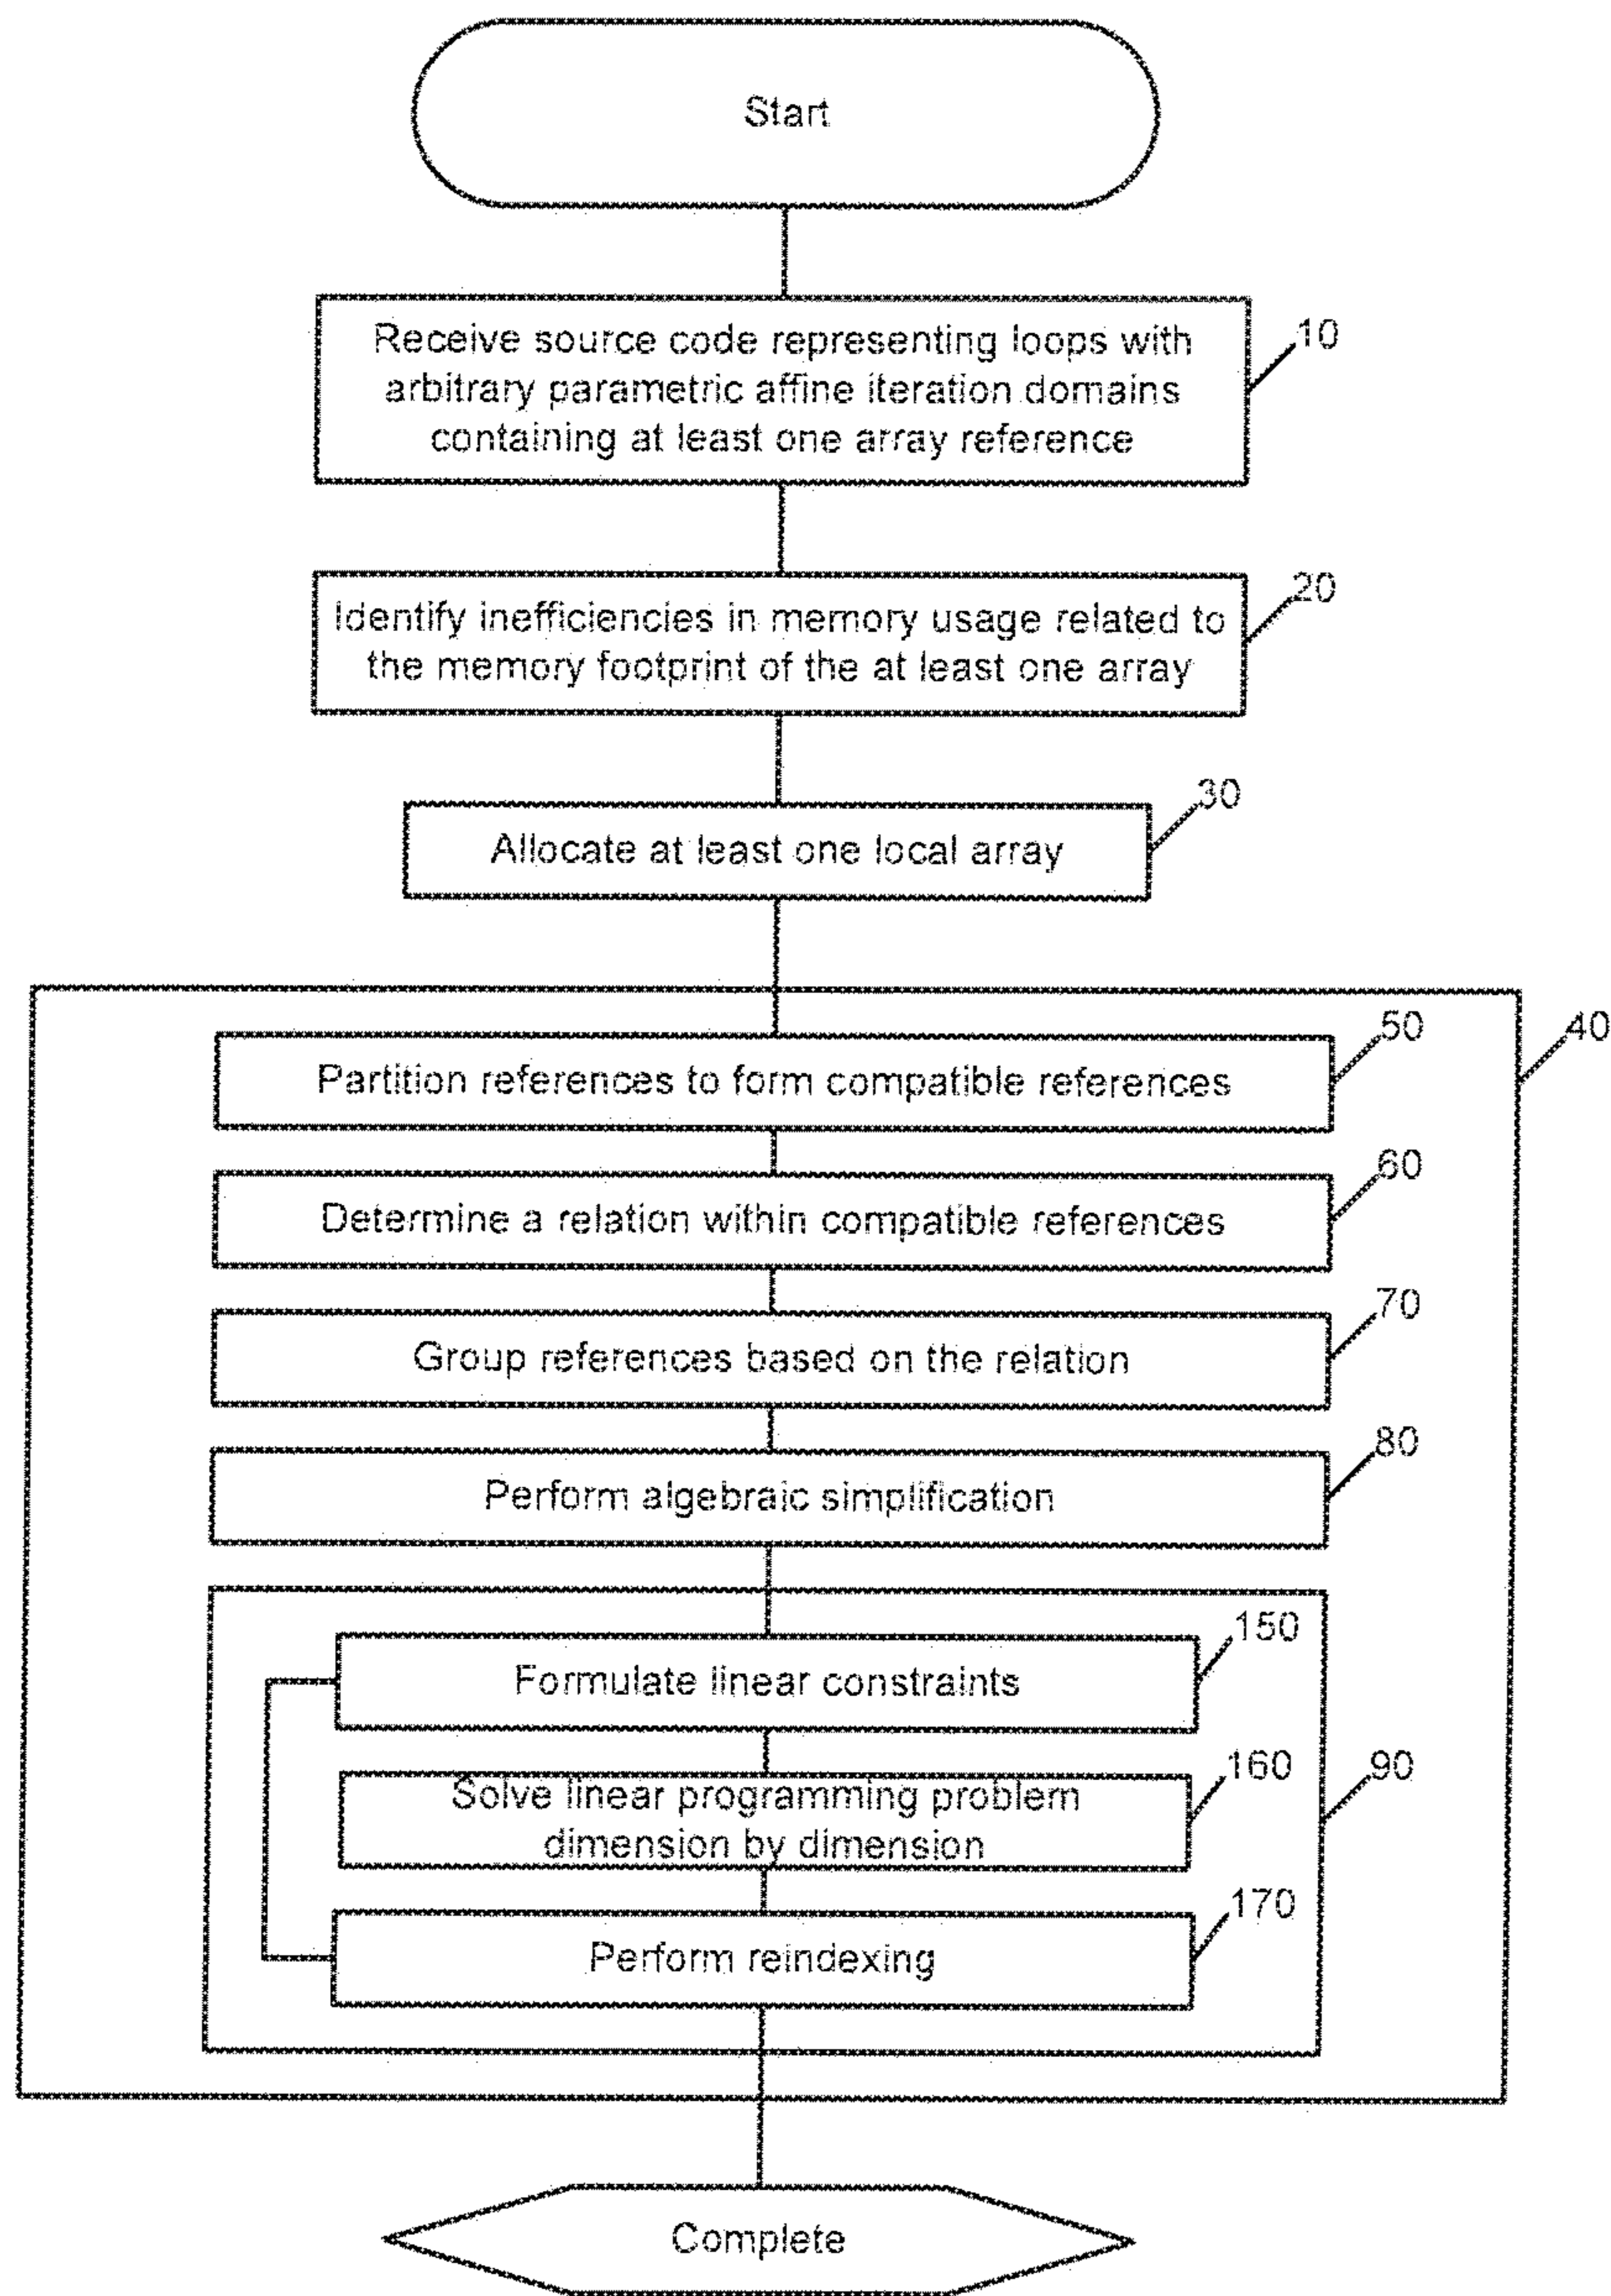 Start
Receive source code representing loops with
arbitrary parametric affine iteration domains
containing at least one array reference
10
Identify inefficiencies in memory usage related to
the memory footprint of the at least one array
20
Allocate at least one local array
30
40
Partition references to form compatible references
50
Determine a relation within compatible references
60
Group references based on the relation
70
Perform algebraic simplification
80
Formulate linear constraints
150
Solve linear programming problem
dimension by dimension
160
90
Perform reindexing
170
Complete